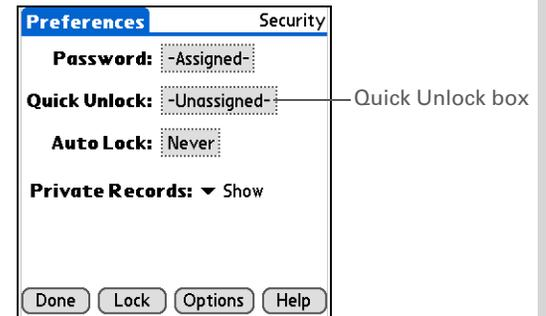 Preferences Security
Password: -Assigned-
Quick Unlock: -Unassigned- Quick Unlock box
Auto Lock: Never
Private Records: Show
Done Lock Options Help